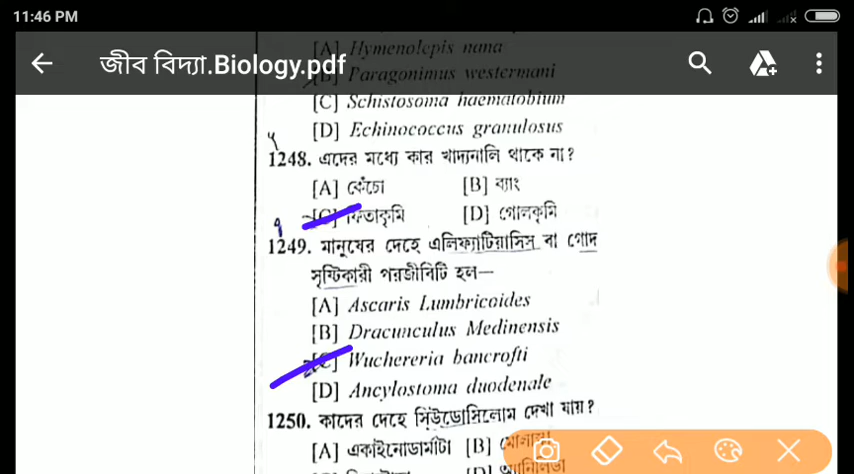 11:46 PM
জীব বিদ্যা.Biology.pdf
[A] Hymenolepis nana
[B] Paragonimus westermani
[C] Schistosoma haematobium
[D] Echinococcus granulosus
1248. এদের মধ্যে কার খাদ্যনালি থাকে না?
[A] কেঁচো [B] ব্যাং
[C] ফিতাকৃমি [D] গোলকৃমি
1249. মানুষের দেহে এলিফ্যাটিয়াসিস বা গোদ
সৃষ্টিকারী পরজীবিটি হল—
[A] Ascaris Lumbricoides
[B] Dracunculus Medinensis
[C] Wuchereria bancrofti
[D] Ancylostoma duodenale
1250. কাদের দেহে সিউডোসিলোম দেখা যায়?
[A] একাইনোডার্মাটা [B]